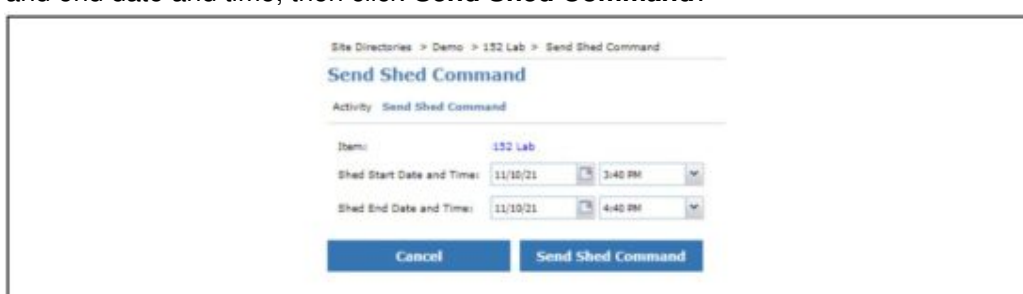 and end date and time, then click Send Shed Command.
Site Directories > Demo > 152 Lab > Send Shed Command
Send Shed Command
Activity Send Shed Command
Item: 152 Lab
Shed Start Date and Time: 11/10/21 3:40 PM
Shed End Date and Time: 11/10/21 4:40 PM
Cancel Send Shed Command